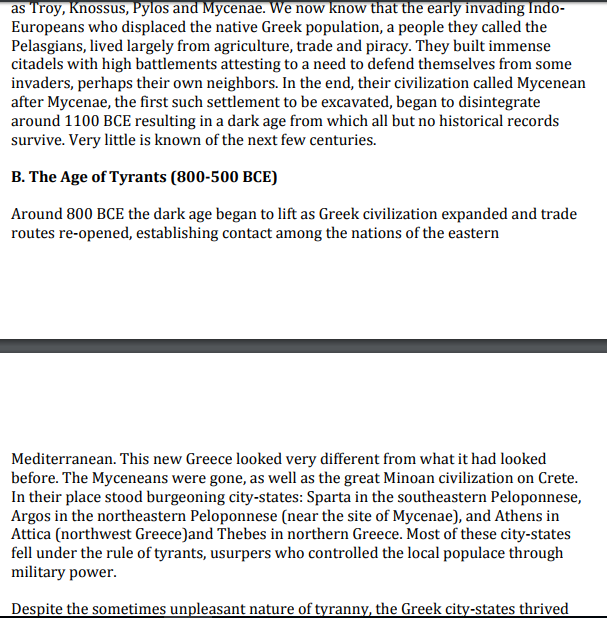 as Troy, Knossus, Pylos and Mycenae. We now know that the early invading Indo-
Europeans who displaced the native Greek population, a people they called the
Pelasgians, lived largely from agriculture, trade and piracy. They built immense
citadels with high battlements attesting to a need to defend themselves from some
invaders, perhaps their own neighbors. In the end, their civilization called Mycenean
after Mycenae, the first such settlement to be excavated, began to disintegrate
around 1100 BCE resulting in a dark age from which all but no historical records
survive. Very little is known of the next few centuries.
B. The Age of Tyrants (800-500 BCE)
Around 800 BCE the dark age began to lift as Greek civilization expanded and trade
routes re-opened, establishing contact among the nations of the eastern
Mediterranean. This new Greece looked very different from what it had looked
before. The Myceneans were gone, as well as the great Minoan civilization on Crete.
In their place stood burgeoning city-states: Sparta in the southeastern Peloponnese,
Argos in the northeastern Peloponnese (near the site of Mycenae), and Athens in
Attica (northwest Greece)and Thebes in northern Greece. Most of these city-states
fell under the rule of tyrants, usurpers who controlled the local populace through
military power.
Despite the sometimes unpleasant nature of tyranny, the Greek city-states thrived